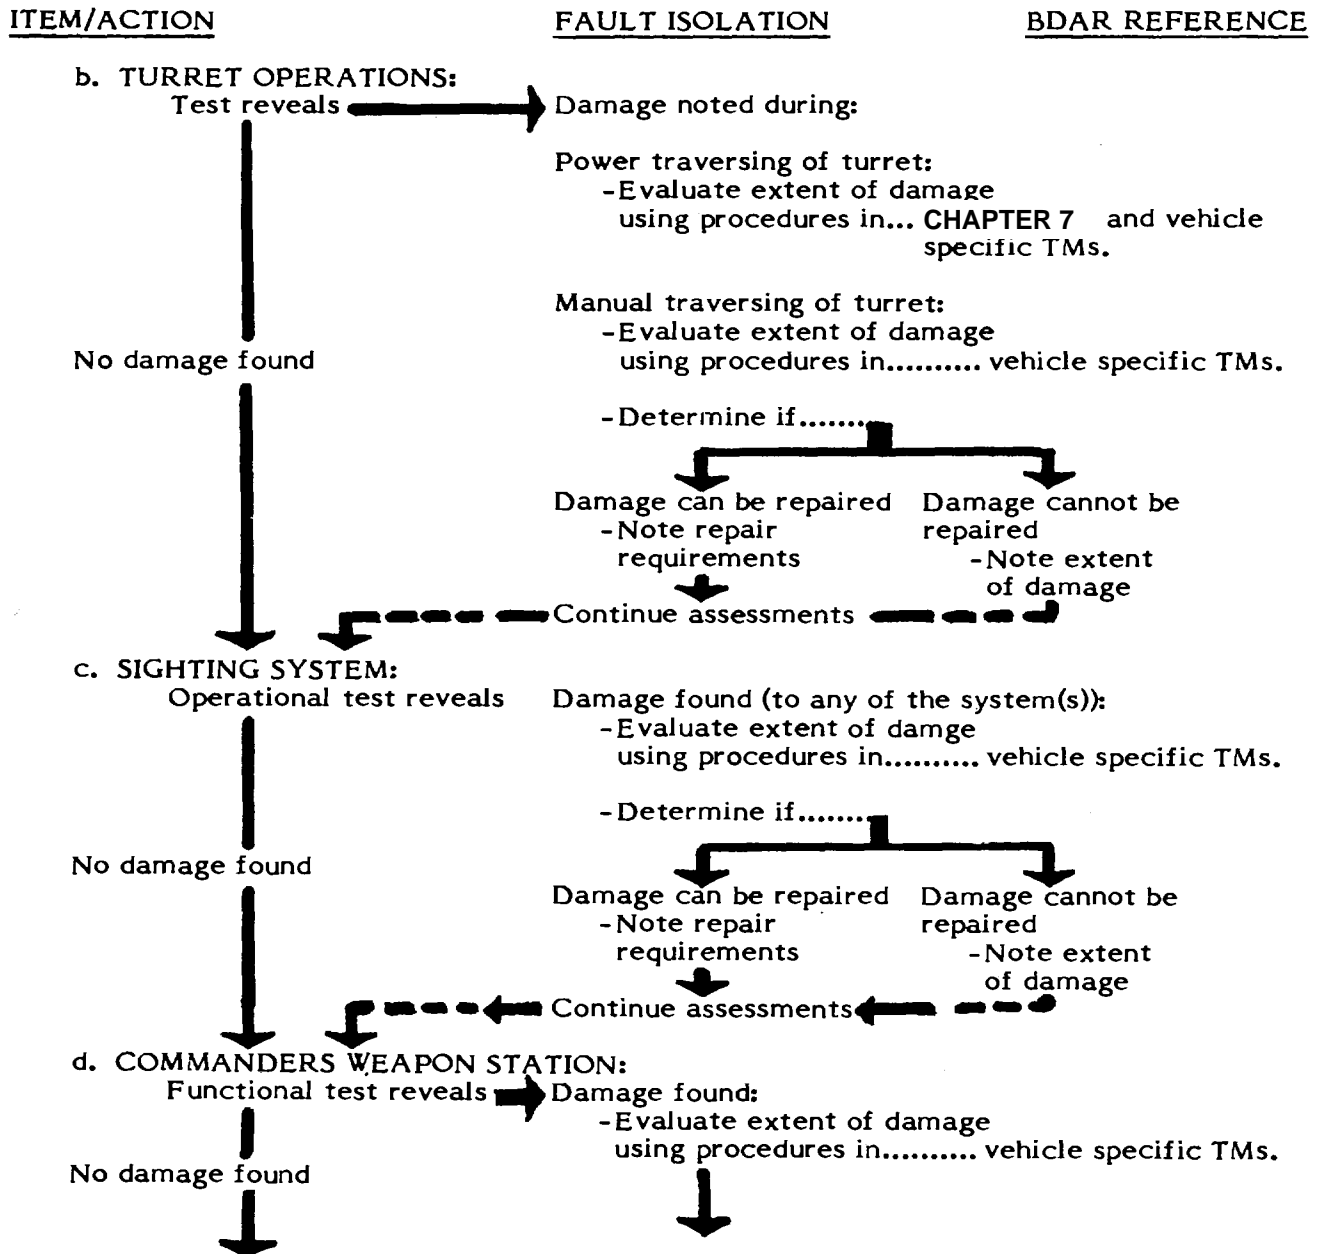 ITEM/ACTION FAULT ISOLATION BDAR REFERENCE
b. TURRET OPERATIONS:
Test reveals Damage noted during:
Power traversing of turret:
-Evaluate extent of damage
using procedures in... CHAPTER 7 and vehicle
specific TMs.
Manual traversing of turret:
-Evaluate extent of damage
No damage found using procedures in.......... vehicle specific TMs.
-Determine if........
Damage can be repaired Damage cannot be
-Note repair repaired
requirements -Note extent
of damage
Continue assessments
c. SIGHTING SYSTEM:
Operational test reveals Damage found (to any of the system(s)):
-Evaluate extent of damge
using procedures in.......... vehicle specific TMs.
-Determine if........
No damage found
Damage can be repaired Damage cannot be
-Note repair repaired
requirements -Note extent
of damage
Continue assessments
d. COMMANDERS WEAPON STATION:
Functional test reveals Damage found:
-Evaluate extent of damage
using procedures in.......... vehicle specific TMs.
No damage found